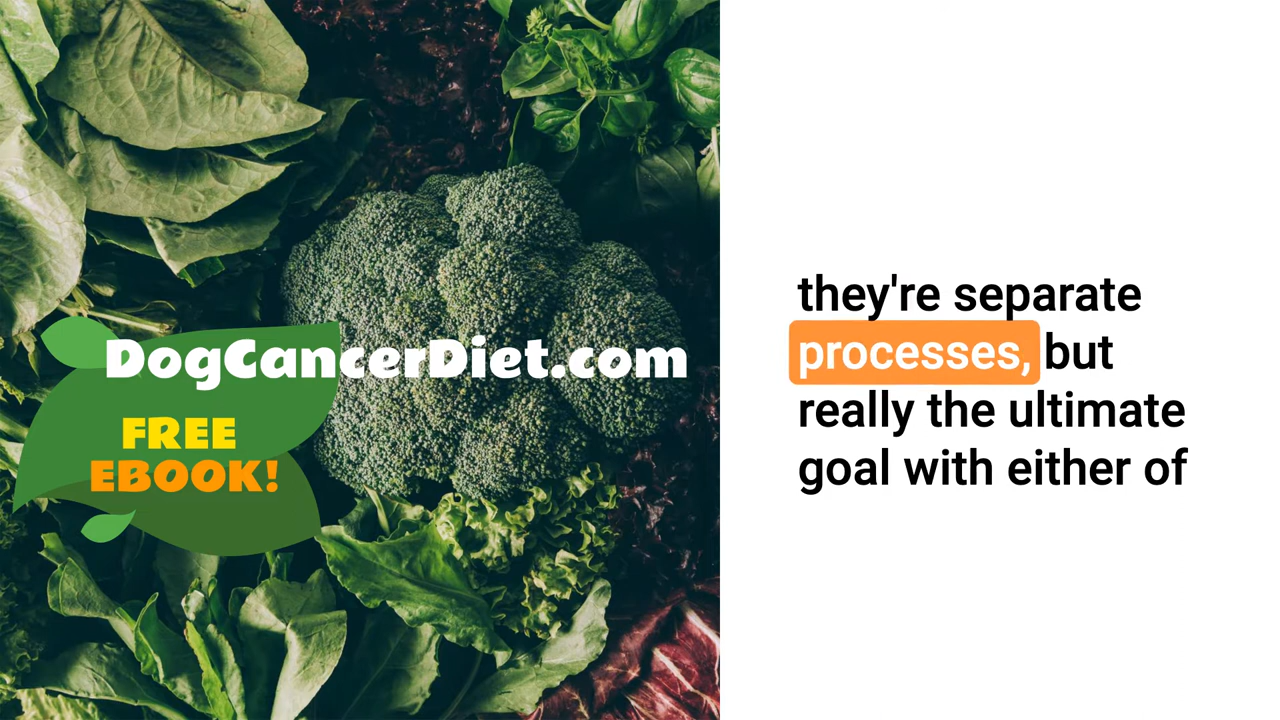 DogCancerDiet.com
FREE
EBOOK!
they're separate
processes, but
really the ultimate
goal with either of